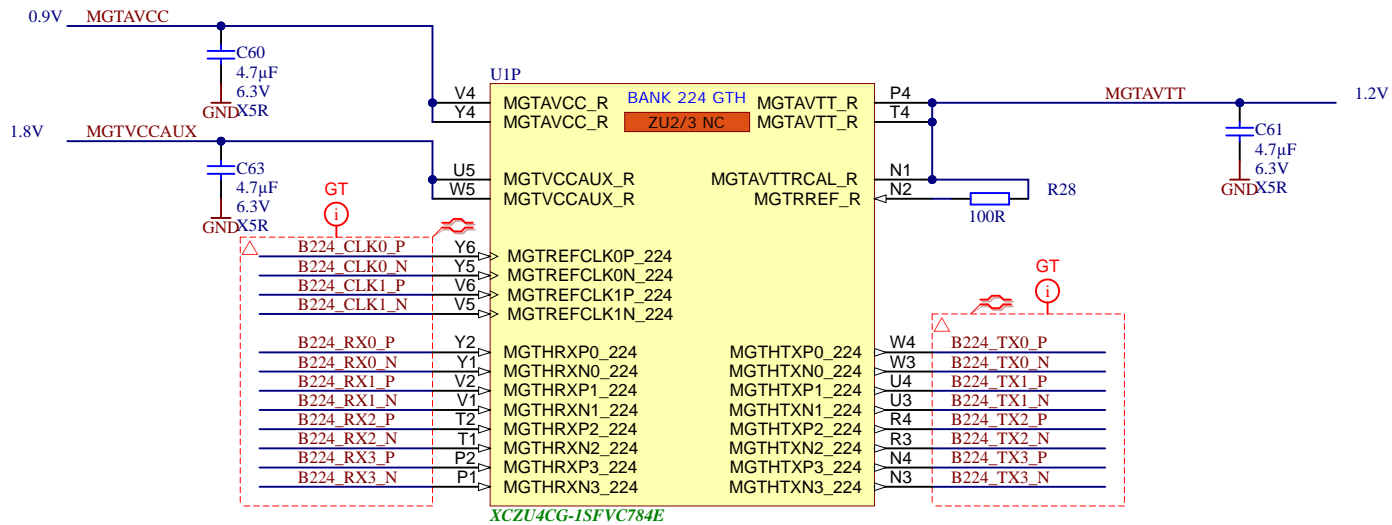 0.9V
MGTAVCC
C60
4.7µF
6.3V
X5R
GND
1.8V
MGTVCCAUX
C63
4.7µF
6.3V
X5R
GND
U1P
BANK 224 GTH
ZU2/3 NC
V4 MGTAVCC_R
Y4 MGTAVCC_R
U5 MGTVCCAUX_R
W5 MGTVCCAUX_R
MGTAVTT_R P4
MGTAVTT_R T4
MGTAVTTRCAL_R N1
MGTRREF_R N2
MGTAVTT
1.2V
C61
4.7µF
6.3V
X5R
GND
R28
100R
GT
i
B224_CLK0_P Y6 MGTREFCLK0P_224
B224_CLK0_N Y5 MGTREFCLK0N_224
B224_CLK1_P V6 MGTREFCLK1P_224
B224_CLK1_N V5 MGTREFCLK1N_224
B224_RX0_P Y2 MGTHRXP0_224
B224_RX0_N Y1 MGTHRXN0_224
B224_RX1_P V2 MGTHRXP1_224
B224_RX1_N V1 MGTHRXN1_224
B224_RX2_P T2 MGTHRXP2_224
B224_RX2_N T1 MGTHRXN2_224
B224_RX3_P P2 MGTHRXP3_224
B224_RX3_N P1 MGTHRXN3_224
GT
i
MGTHTXP0_224 W4 B224_TX0_P
MGTHTXN0_224 W3 B224_TX0_N
MGTHTXP1_224 U4 B224_TX1_P
MGTHTXN1_224 U3 B224_TX1_N
MGTHTXP2_224 R4 B224_TX2_P
MGTHTXN2_224 R3 B224_TX2_N
MGTHTXP3_224 N4 B224_TX3_P
MGTHTXN3_224 N3 B224_TX3_N
XCZU4CG-1SFVC784E